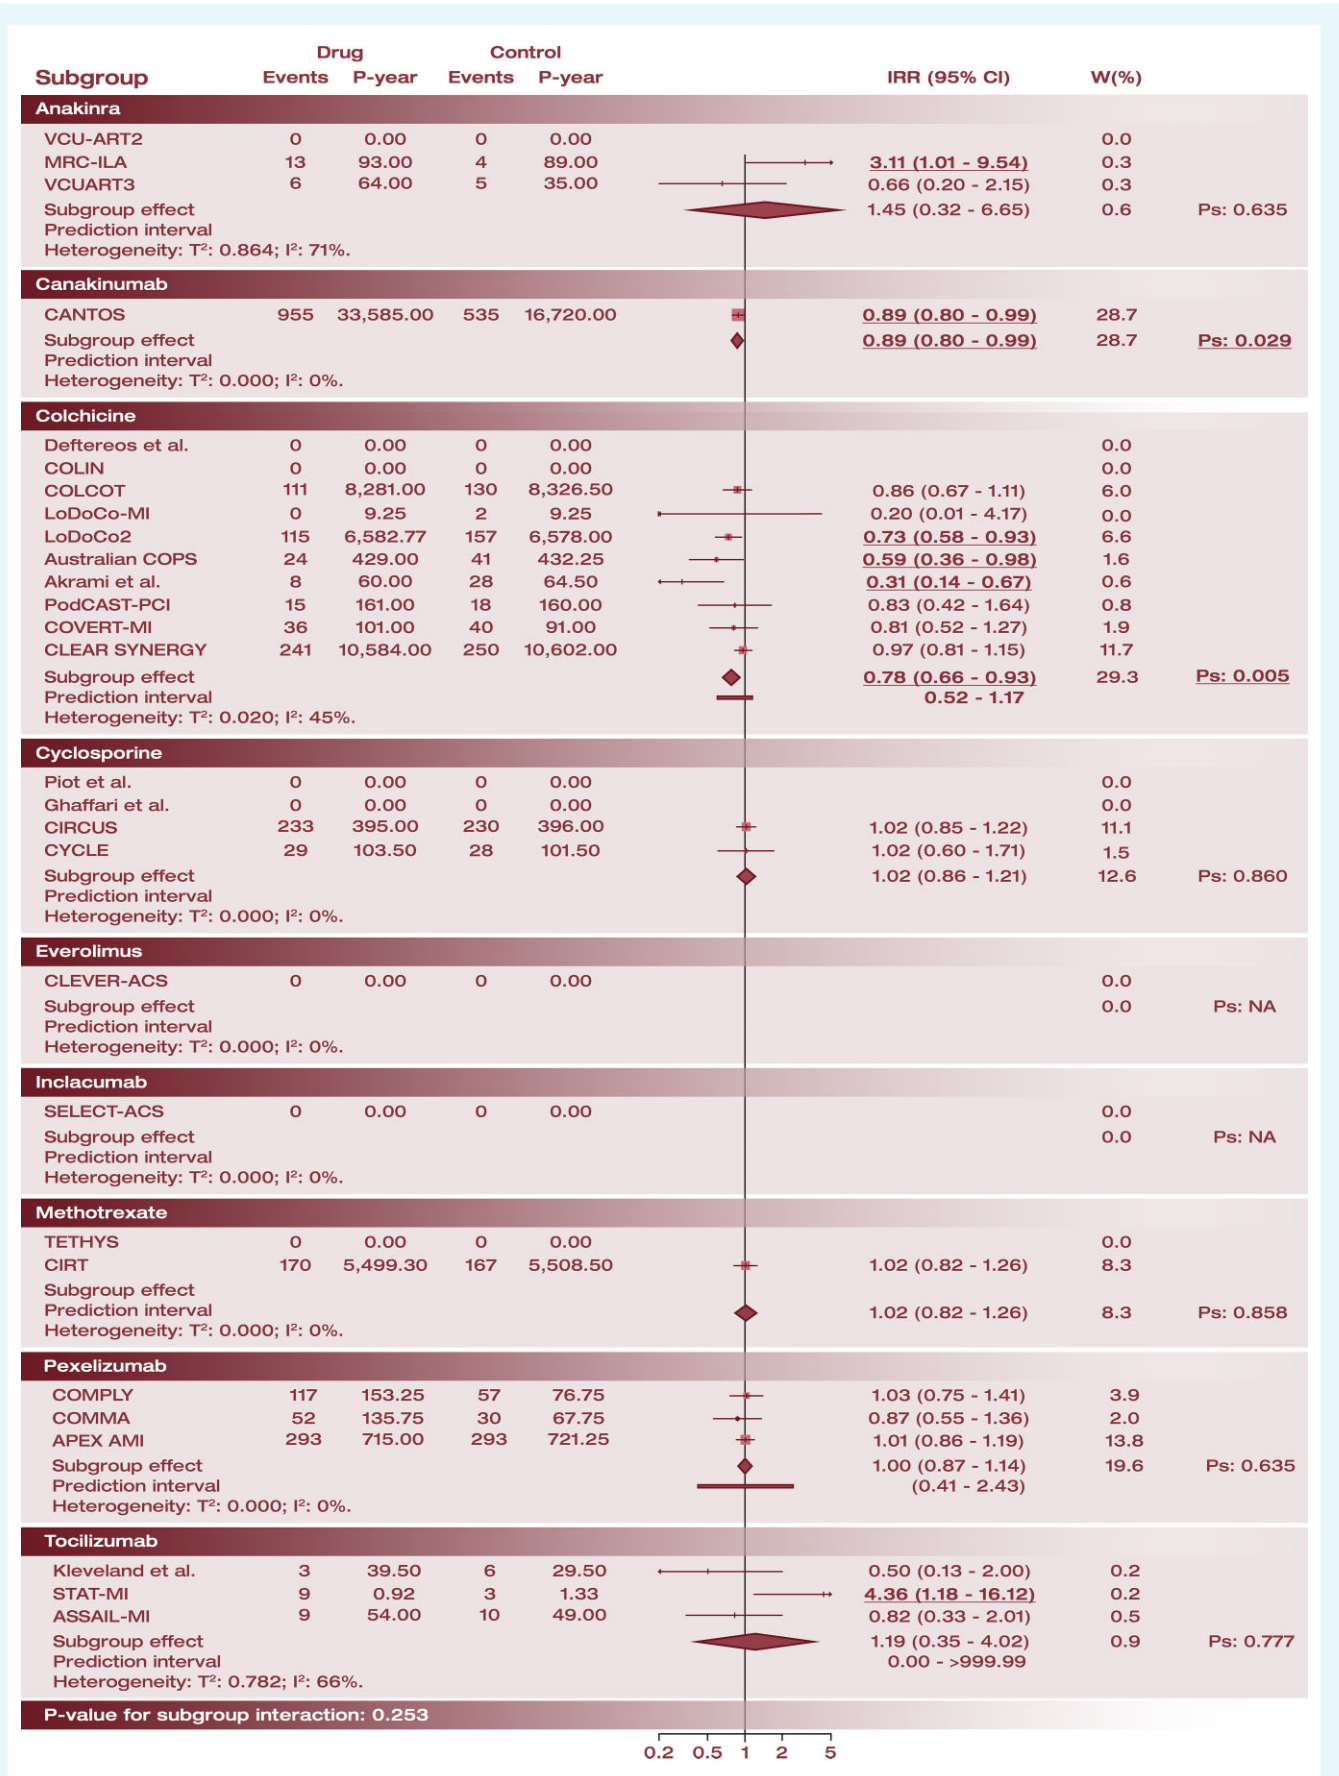 Drug Control
Subgroup Events P-year Events P-year IRR (95% CI) W(%)
Anakinra
VCU-ART2 0 0.00 0 0.00 0.0
MRC-ILA 13 93.00 4 89.00 3.11 (1.01 - 9.54) 0.3
VCUART3 6 64.00 5 35.00 0.66 (0.20 - 2.15) 0.3
Subgroup effect 1.45 (0.32 - 6.65) 0.6 Ps: 0.635
Prediction interval
Heterogeneity: T²: 0.864; I²: 71%.
Canakinumab
CANTOS 955 33,585.00 535 16,720.00 0.89 (0.80 - 0.99) 28.7
Subgroup effect 0.89 (0.80 - 0.99) 28.7 Ps: 0.029
Prediction interval
Heterogeneity: T²: 0.000; I²: 0%.
Colchicine
Deftereos et al. 0 0.00 0 0.00 0.0
COLIN 0 0.00 0 0.00 0.0
COLCOT 111 8,281.00 130 8,326.50 0.86 (0.67 - 1.11) 6.0
LoDoCo-MI 0 9.25 2 9.25 0.20 (0.01 - 4.17) 0.0
LoDoCo2 115 6,582.77 157 6,578.00 0.73 (0.58 - 0.93) 6.6
Australian COPS 24 429.00 41 432.25 0.59 (0.36 - 0.98) 1.6
Akrami et al. 8 60.00 28 64.50 0.31 (0.14 - 0.67) 0.6
PodCAST-PCI 15 161.00 18 160.00 0.83 (0.42 - 1.64) 0.8
COVERT-MI 36 101.00 40 91.00 0.81 (0.52 - 1.27) 1.9
CLEAR SYNERGY 241 10,584.00 250 10,602.00 0.97 (0.81 - 1.15) 11.7
Subgroup effect 0.78 (0.66 - 0.93) 29.3 Ps: 0.005
Prediction interval 0.52 - 1.17
Heterogeneity: T²: 0.020; I²: 45%.
Cyclosporine
Piot et al. 0 0.00 0 0.00 0.0
Ghaffari et al. 0 0.00 0 0.00 0.0
CIRCUS 233 395.00 230 396.00 1.02 (0.85 - 1.22) 11.1
CYCLE 29 103.50 28 101.50 1.02 (0.60 - 1.71) 1.5
Subgroup effect 1.02 (0.86 - 1.21) 12.6 Ps: 0.860
Prediction interval
Heterogeneity: T²: 0.000; I²: 0%.
Everolimus
CLEVER-ACS 0 0.00 0 0.00 0.0
Subgroup effect 0.0 Ps: NA
Prediction interval
Heterogeneity: T²: 0.000; I²: 0%.
Inclacumab
SELECT-ACS 0 0.00 0 0.00 0.0
Subgroup effect 0.0 Ps: NA
Prediction interval
Heterogeneity: T²: 0.000; I²: 0%.
Methotrexate
TETHYS 0 0.00 0 0.00 0.0
CIRT 170 5,499.30 167 5,508.50 1.02 (0.82 - 1.26) 8.3
Subgroup effect
Prediction interval 1.02 (0.82 - 1.26) 8.3 Ps: 0.858
Heterogeneity: T²: 0.000; I²: 0%.
Pexelizumab
COMPLY 117 153.25 57 76.75 1.03 (0.75 - 1.41) 3.9
COMMA 52 135.75 30 67.75 0.87 (0.55 - 1.36) 2.0
APEX AMI 293 715.00 293 721.25 1.01 (0.86 - 1.19) 13.8
Subgroup effect 1.00 (0.87 - 1.14) 19.6 Ps: 0.635
Prediction interval (0.41 - 2.43)
Heterogeneity: T²: 0.000; I²: 0%.
Tocilizumab
Kleveland et al. 3 39.50 6 29.50 0.50 (0.13 - 2.00) 0.2
STAT-MI 9 0.92 3 1.33 4.36 (1.18 - 16.12) 0.2
ASSAIL-MI 9 54.00 10 49.00 0.82 (0.33 - 2.01) 0.5
Subgroup effect 1.19 (0.35 - 4.02) 0.9 Ps: 0.777
Prediction interval 0.00 - >999.99
Heterogeneity: T²: 0.782; I²: 66%.
P-value for subgroup interaction: 0.253
0.2 0.5 1 2 5